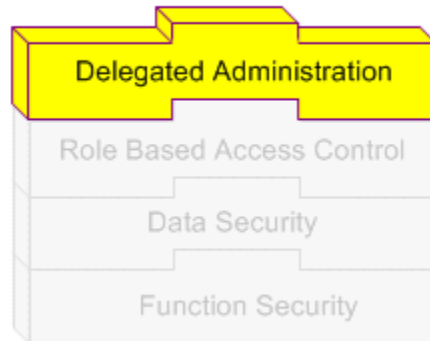 Delegated Administration
Role Based Access Control
Data Security
Function Security